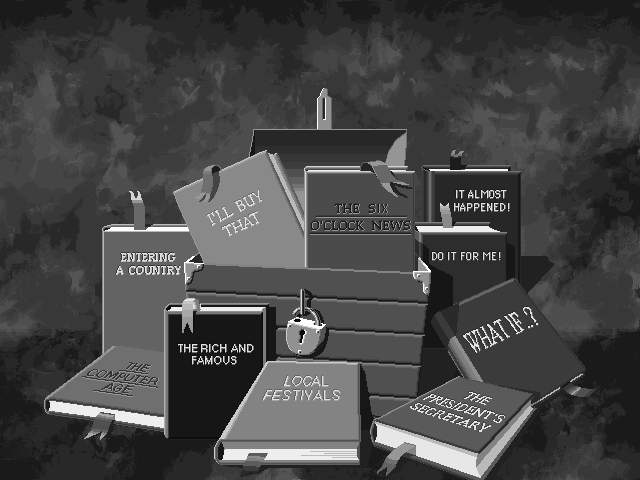 I'LL BUY
THAT
THE SIX
O'CLOCK NEWS
IT ALMOST
HAPPENED!
ENTERING
A COUNTRY
DO IT FOR ME!
THE RICH AND
FAMOUS
WHAT IF..?
THE
COMPUTER
AGE
LOCAL
FESTIVALS
THE
PRESIDENT'S
SECRETARY